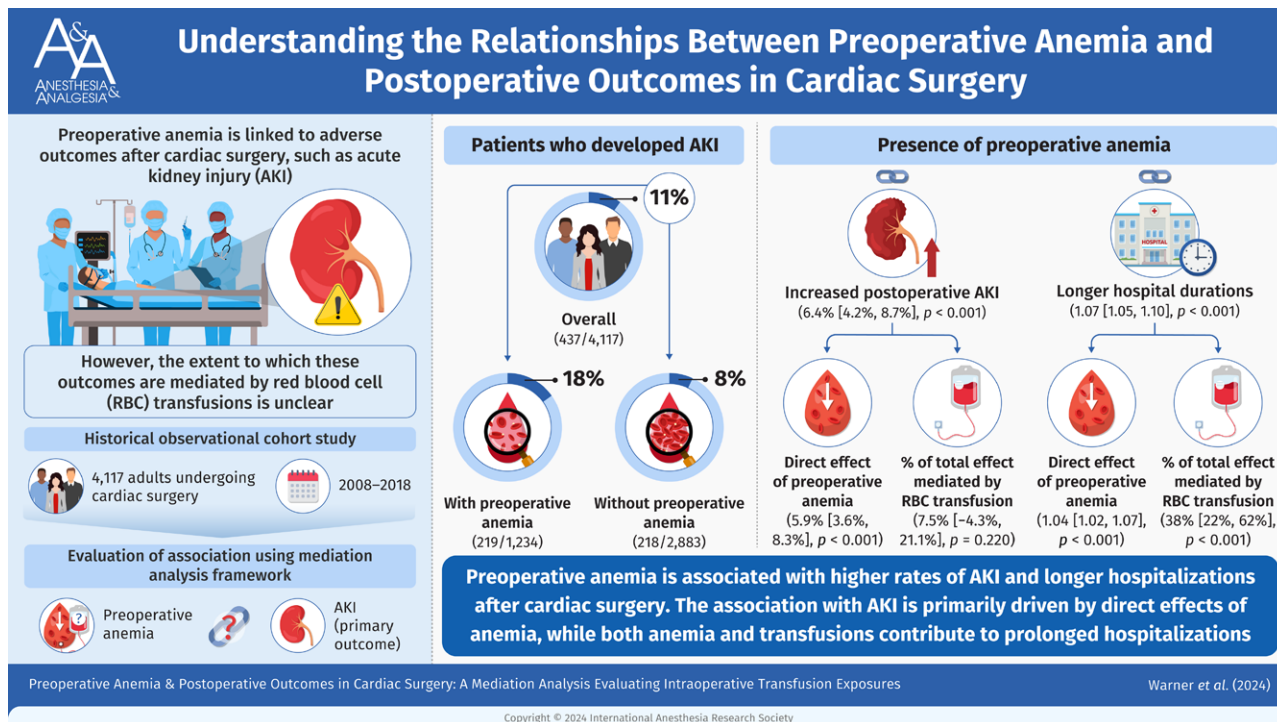 A&A
ANESTHESIA &
ANALGESIA
Understanding the Relationships Between Preoperative Anemia and
Postoperative Outcomes in Cardiac Surgery
Preoperative anemia is linked to adverse
outcomes after cardiac surgery, such as acute
kidney injury (AKI)
However, the extent to which these
outcomes are mediated by red blood cell
(RBC) transfusions is unclear
Historical observational cohort study
4,117 adults undergoing
cardiac surgery
2008–2018
Evaluation of association using mediation
analysis framework
?
Preoperative
anemia
?
AKI
(primary
outcome)
Patients who developed AKI
11%
Overall
(437/4,117)
18%
With preoperative
anemia
(219/1,234)
8%
Without preoperative
anemia
(218/2,883)
Presence of preoperative anemia
Increased postoperative AKI
(6.4% [4.2%, 8.7%], p < 0.001)
Direct effect
of preoperative
anemia
(5.9% [3.6%,
8.3%], p < 0.001)
% of total effect
mediated by
RBC transfusion
(7.5% [−4.3%,
21.1%], p = 0.220)
HOSPITAL
Longer hospital durations
(1.07 [1.05, 1.10], p < 0.001)
Direct effect
of preoperative
anemia
(1.04 [1.02, 1.07],
p < 0.001)
% of total effect
mediated by
RBC transfusion
(38% [22%, 62%],
p < 0.001)
Preoperative anemia is associated with higher rates of AKI and longer hospitalizations
after cardiac surgery. The association with AKI is primarily driven by direct effects of
anemia, while both anemia and transfusions contribute to prolonged hospitalizations
Preoperative Anemia & Postoperative Outcomes in Cardiac Surgery: A Mediation Analysis Evaluating Intraoperative Transfusion Exposures
Warner et al. (2024)
Copyright © 2024 International Anesthesia Research Society